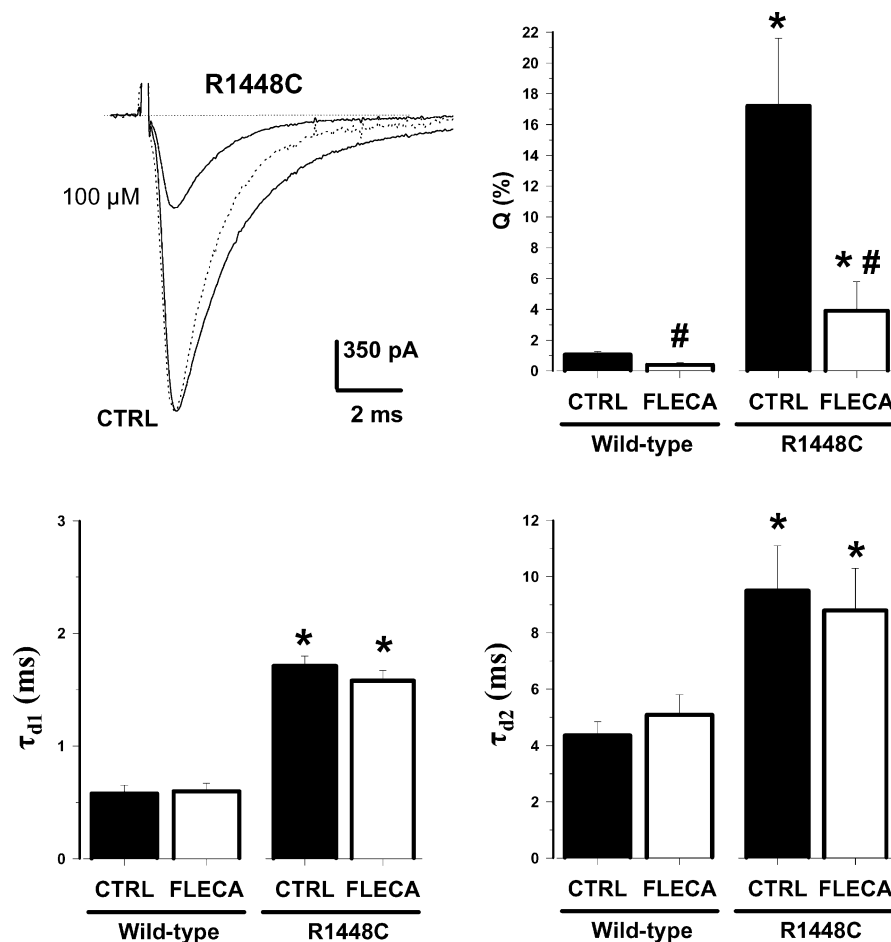 R1448C
100 µM
350 pA
2 ms
CTRL
*
22
20
18
16
14
12
10
8
6
4
2
0
Q (%)
#
* #
CTRL FLECA CTRL FLECA
Wild-type R1448C
3
2
1
0
τd1 (ms)
* *
CTRL FLECA CTRL FLECA
Wild-type R1448C
12
10
8
6
4
2
0
τd2 (ms)
*
*
CTRL FLECA CTRL FLECA
Wild-type R1448C